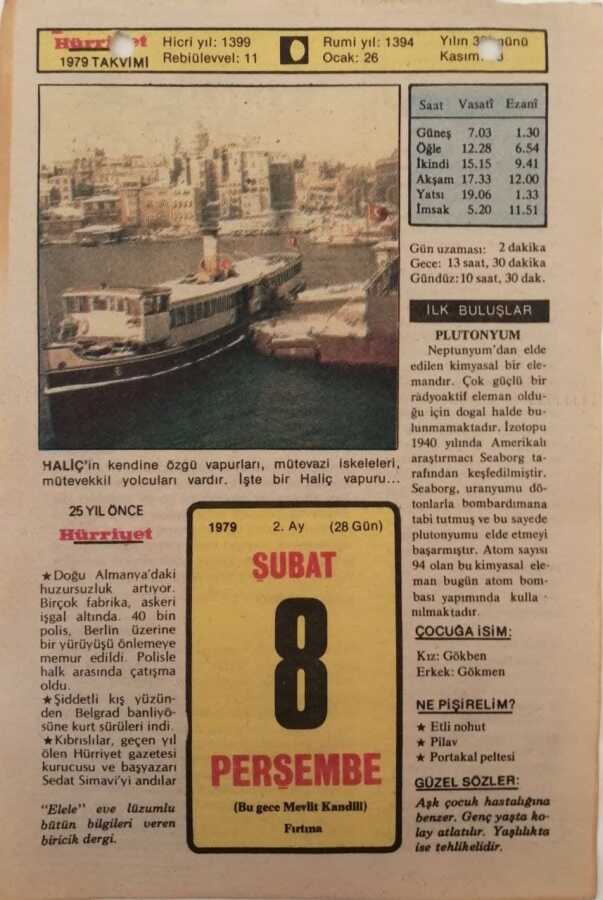 Hürriyet
1979 TAKVİMİ
Hicri yıl: 1399
Rebiülevvel: 11
Rumi yıl: 1394
Ocak: 26
Yılın
Kasım:
Saat Vasatî Ezanî
Güneş 7.03 1.30
Öğle 12.28 6.54
İkindi 15.15 9.41
Akşam 17.33 12.00
Yatsı 19.06 1.33
İmsak 5.20 11.51
Gün uzaması: 2 dakika
Gece: 13 saat, 30 dakika
Gündüz: 10 saat, 30 dak.
HALİÇ'in kendine özgü vapurları, mütevazi iskeleleri,
mütevekkil yolcuları vardır. İşte bir Haliç vapuru...
İLK BULUŞLAR
PLUTONYUM
Neptunyum'dan elde
edilen kimyasal bir ele-
mandır. Çok güçlü bir
radyoaktif eleman oldu-
ğu için dogal halde bu-
lunmamaktadır. İzotopu
1940 yılında Amerikalı
araştırmacı Seaborg ta-
rafından keşfedilmiştir.
Seaborg, uranyumu dö-
tonlarla bombardımana
tabi tutmuş ve bu sayede
plutonyumu elde etmeyi
başarmıştır. Atom sayısı
94 olan bu kimyasal ele-
man bugün atom bom-
bası yapımında kulla-
nılmaktadır.
ÇOCUĞA İSİM:
Kız: Gökben
Erkek: Gökmen
NE PİŞİRELİM?
★ Etli nohut
★ Pilav
★ Portakal peltesi
GÜZEL SÖZLER:
Aşk çocuk hastalığına
benzer. Genç yaşta ko-
lay atlatılır. Yaşlılıkta
ise tehlikelidir.
25 YIL ÖNCE
Hürriyet
★Doğu Almanya'daki
huzursuzluk artıyor.
Birçok fabrika, askeri
işgal altında. 40 bin
polis, Berlin üzerine
bir yürüyüşü önlemeye
memur edildi. Polisle
halk arasında çatışma
oldu.
★Şiddetli kış yüzün-
den Belgrad banliyö-
süne kurt sürüleri indi.
★Kıbrıslılar, geçen yıl
ölen Hürriyet gazetesi
kurucusu ve başyazarı
Sedat Simavi'yi andılar
"Elele" eve lüzumlu
bütün bilgileri veren
biricik dergi.
1979 2. Ay (28 Gün)
ŞUBAT
8
PERŞEMBE
(Bu gece Mevlit Kandili)
Fırtına